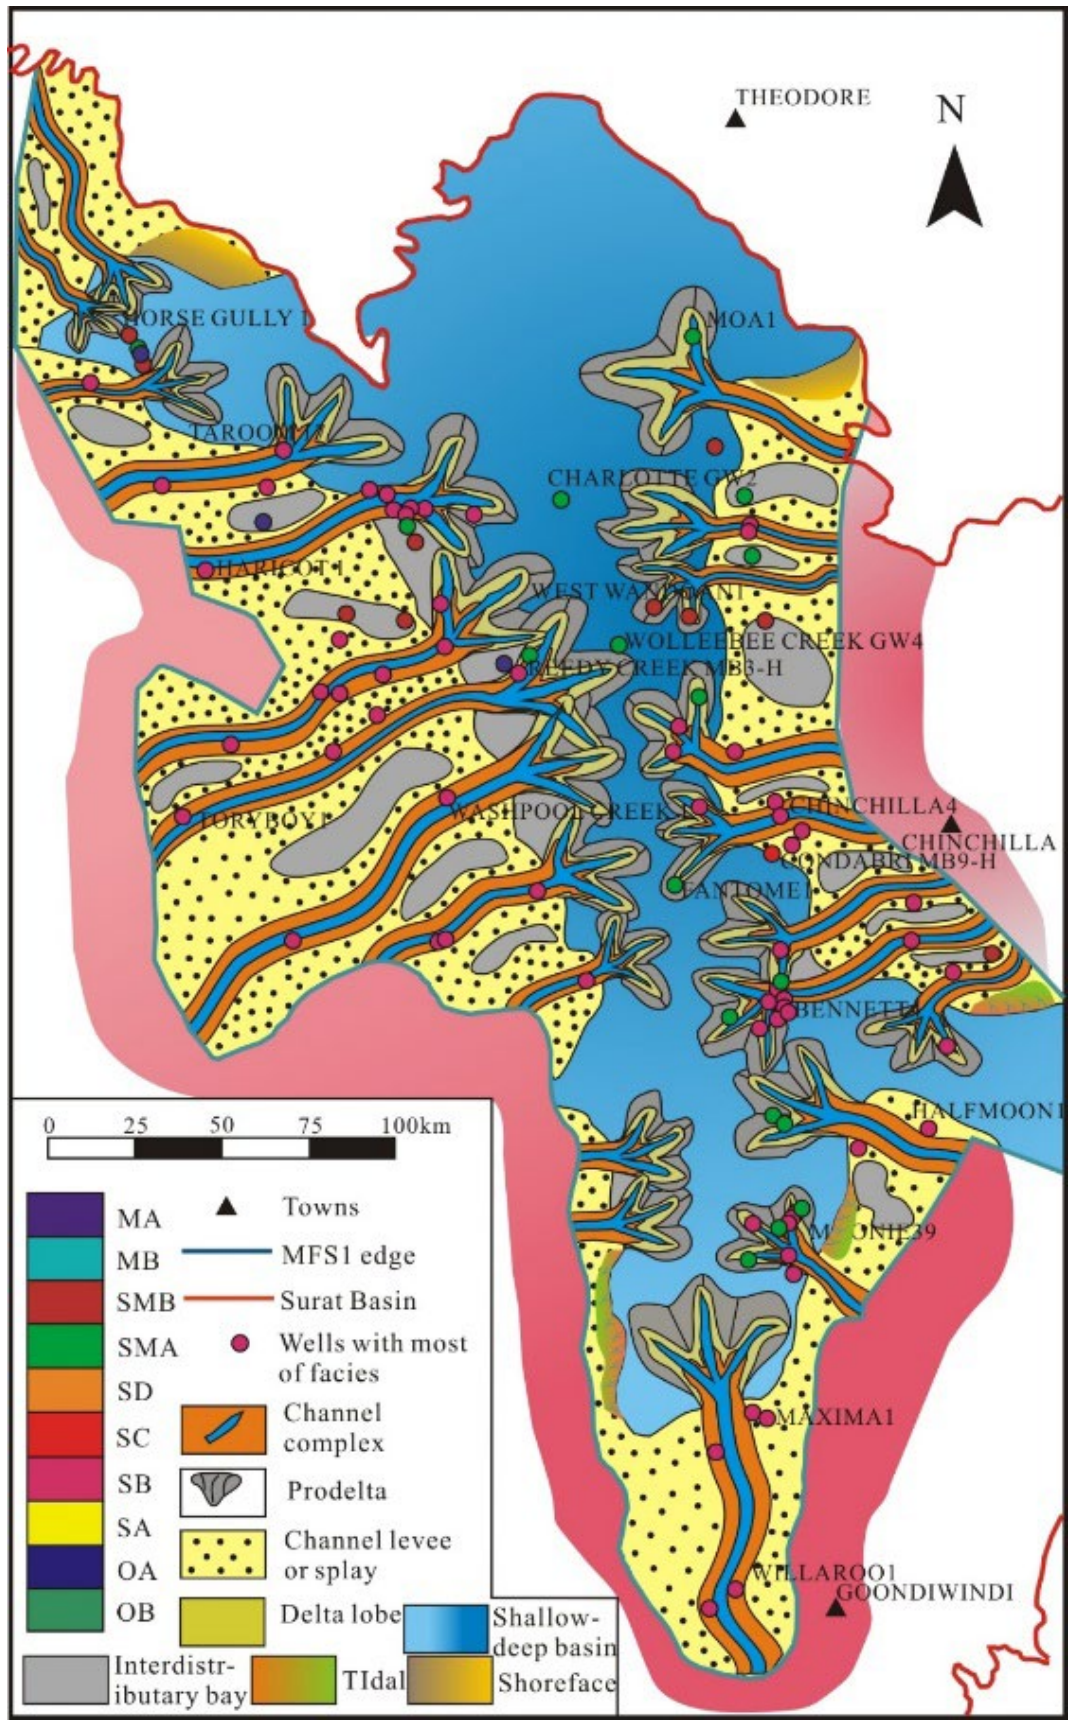 THEODORE
N
HORSE GULLY 1
MOA1
TAROOM17
CHARLOTTE GW2
HARICOT 1
WEST WANDOAN1
WOLLEEBEE CREEK GW4
REEDY CREEK MB3-H
TORYBOY1
WASHPOOL CREEK 1
CHINCHILLA4
CHINCHILLA
CONDABRI MB9-H
FANTOME1
BENNETT1
HALFMOON1
MOONIE39
MAXIMA1
WILLAROO1
GOONDIWINDI
0 25 50 75 100km
MA
MB
SMB
SMA
SD
SC
SB
SA
OA
OB
Towns
MFS1 edge
Surat Basin
Wells with most
of facies
Channel
complex
Prodelta
Channel levee
or splay
Delta lobe
Shallow-
deep basin
Interdistr-
ibutary bay
TIdal
Shoreface